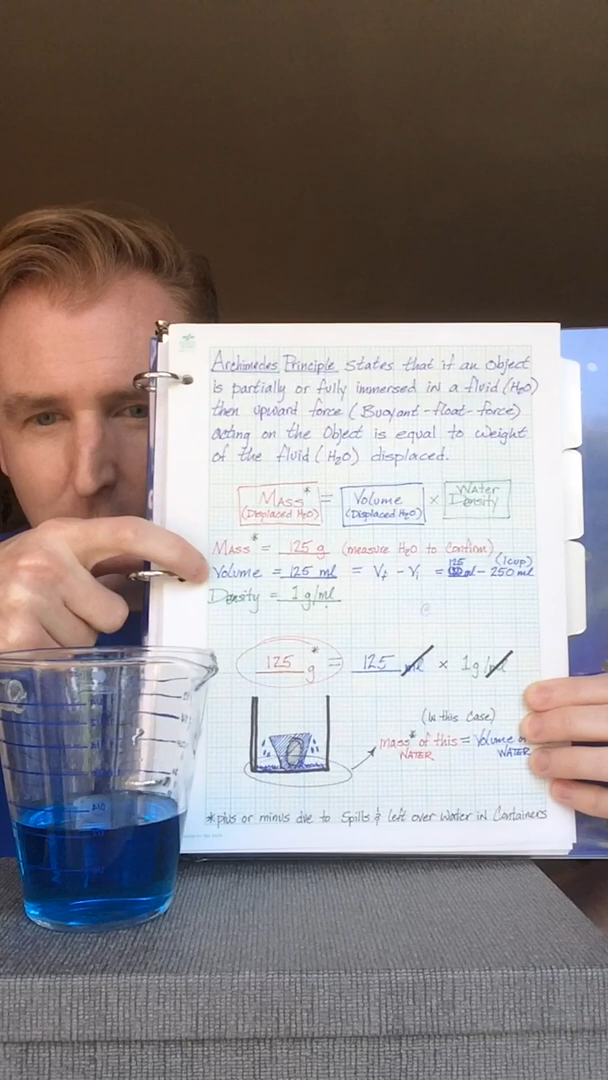 Archimedes Principle States that if an Object
is partially or fully immersed in a fluid (H₂O)
then upward force (Buoyant-float-force)
acting on the Object is equal to weight
of the fluid (H₂O) displaced.
MASS* = Volume × Water Density
(Displaced H₂O) (Displaced H₂O)
MASS* = 125 g (measure H₂O to confirm)
Volume = 125 ml = Vf - Vi = 125 - 250 ml (1 cup)
Density = 1 g/ml
125 g* = 125 ml × 1g/ml
(in this case)
mass* of this = Volume
WATER WATER
*plus or minus due to Spills & left over Water in Containers